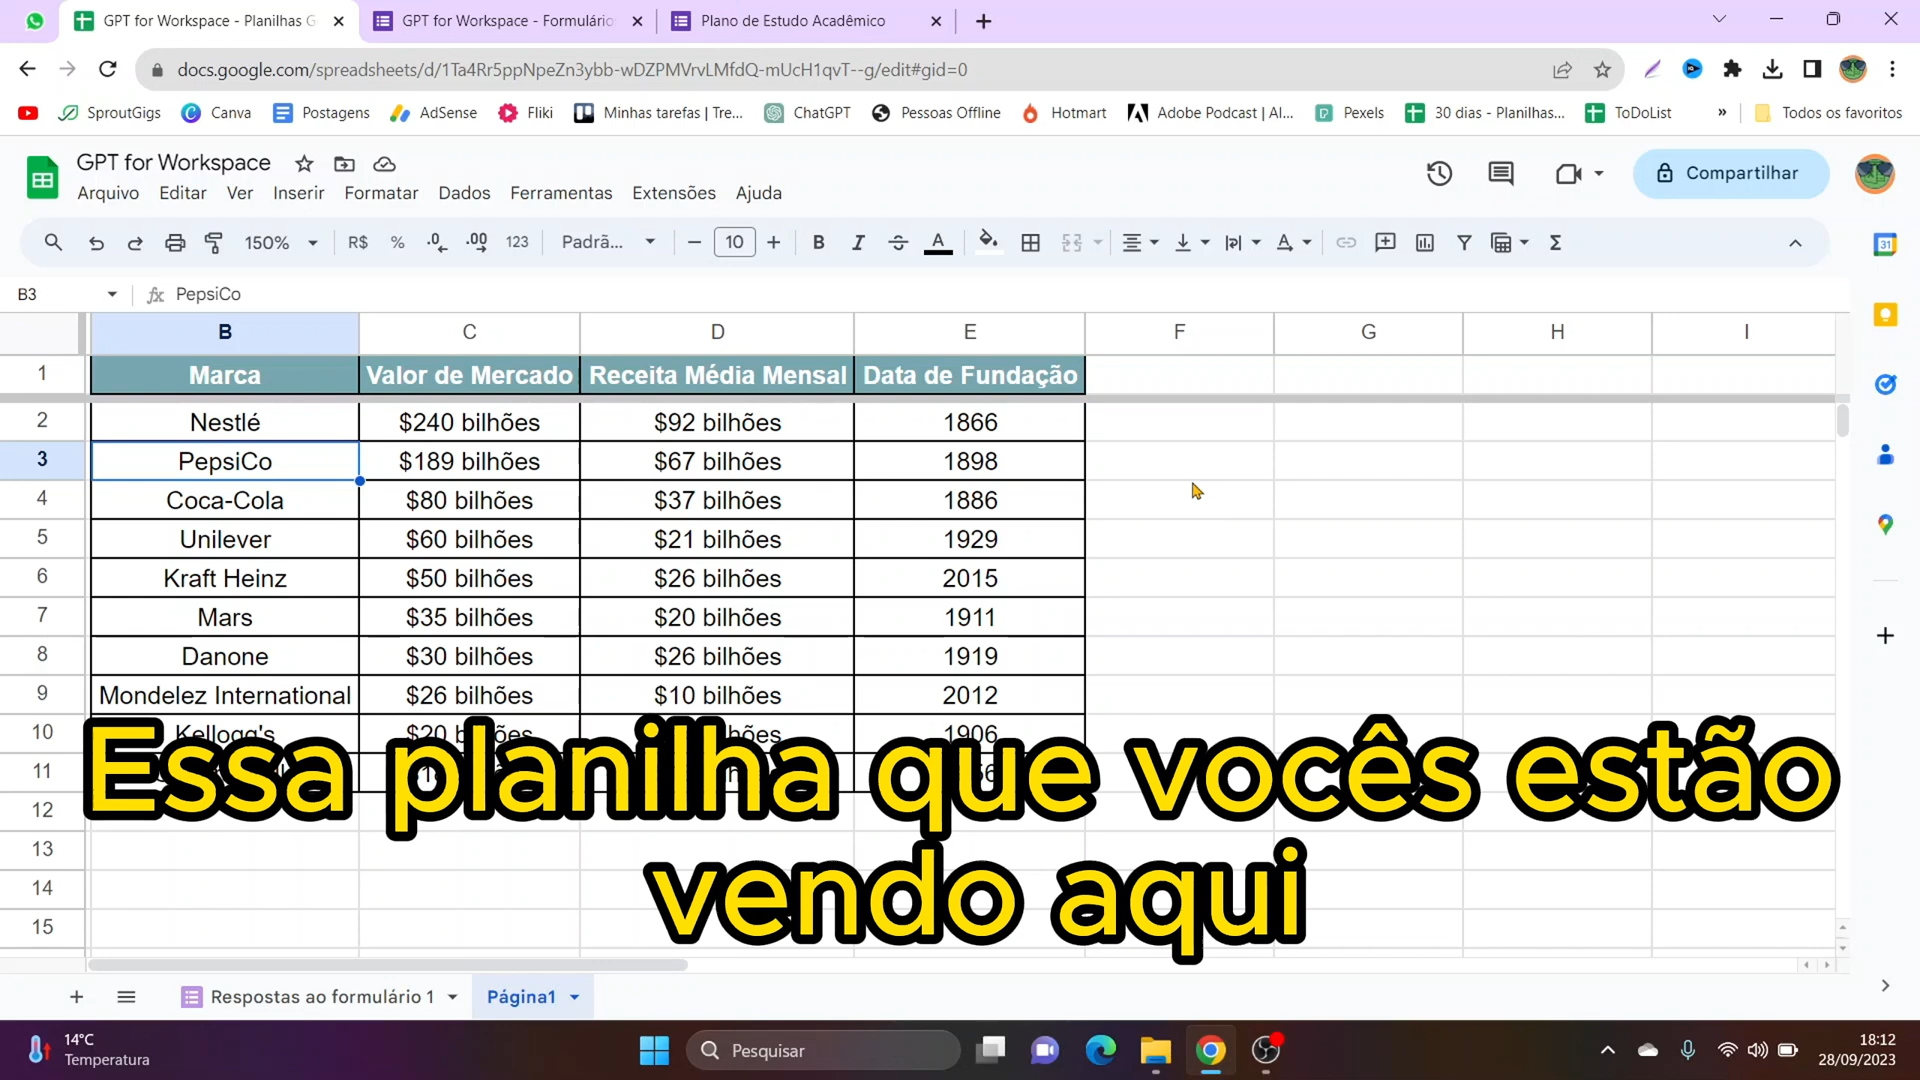 GPT for Workspace - Planilhas G
GPT for Workspace - Formulário
Plano de Estudo Acadêmico
docs.google.com/spreadsheets/d/1Ta4Rr5ppNpeZn3ybb-wDZPMVrvLMfdQ-mUcH1qvT--g/edit#gid=0
SproutGigs Canva Postagens AdSense Fliki Minhas tarefas | Tre... ChatGPT Pessoas Offline Hotmart Adobe Podcast | AI... Pexels 30 dias - Planilhas... ToDoList » Todos os favoritos
GPT for Workspace
Compartilhar
Arquivo Editar Ver Inserir Formatar Dados Ferramentas Extensões Ajuda
150% R$ % .0 .00 123 Padrã... 10 B I A Σ
31
B3 fx PepsiCo
B C D E F G H I
1 Marca Valor de Mercado Receita Média Mensal Data de Fundação
2 Nestlé $240 bilhões $92 bilhões 1866
3 PepsiCo $189 bilhões $67 bilhões 1898
4 Coca-Cola $80 bilhões $37 bilhões 1886
5 Unilever $60 bilhões $21 bilhões 1929
6 Kraft Heinz $50 bilhões $26 bilhões 2015
7 Mars $35 bilhões $20 bilhões 1911
8 Danone $30 bilhões $26 bilhões 1919
9 Mondelez International $26 bilhões $10 bilhões 2012
10 Kellogg's $20 bilhões 1906
11
12
13
14
15
Essa planilha que vocês estão
vendo aqui
Respostas ao formulário 1 Página1
14°C
Temperatura
Pesquisar
18:12
28/09/2023